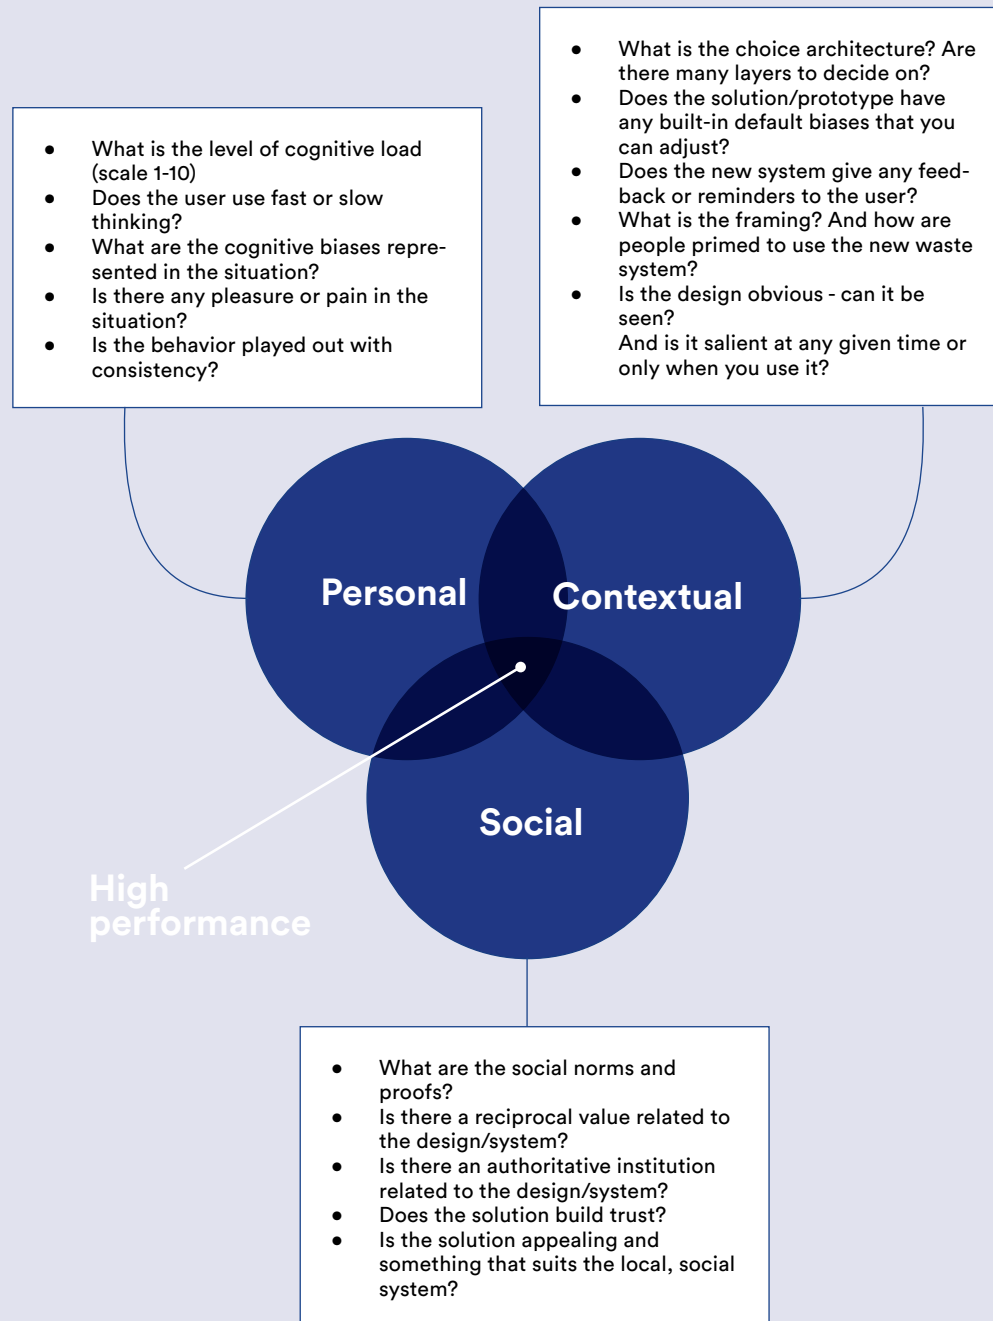 ● What is the level of cognitive load
(scale 1-10)
● Does the user use fast or slow
thinking?
● What are the cognitive biases repre-
sented in the situation?
● Is there any pleasure or pain in the
situation?
● Is the behavior played out with
consistency?
● What is the choice architecture? Are
there many layers to decide on?
● Does the solution/prototype have
any built-in default biases that you
can adjust?
● Does the new system give any feed-
back or reminders to the user?
● What is the framing? And how are
people primed to use the new waste
system?
● Is the design obvious - can it be
seen?
And is it salient at any given time or
only when you use it?
Personal
Contextual
Social
High
performance
● What are the social norms and
proofs?
● Is there a reciprocal value related to
the design/system?
● Is there an authoritative institution
related to the design/system?
● Does the solution build trust?
● Is the solution appealing and
something that suits the local, social
system?